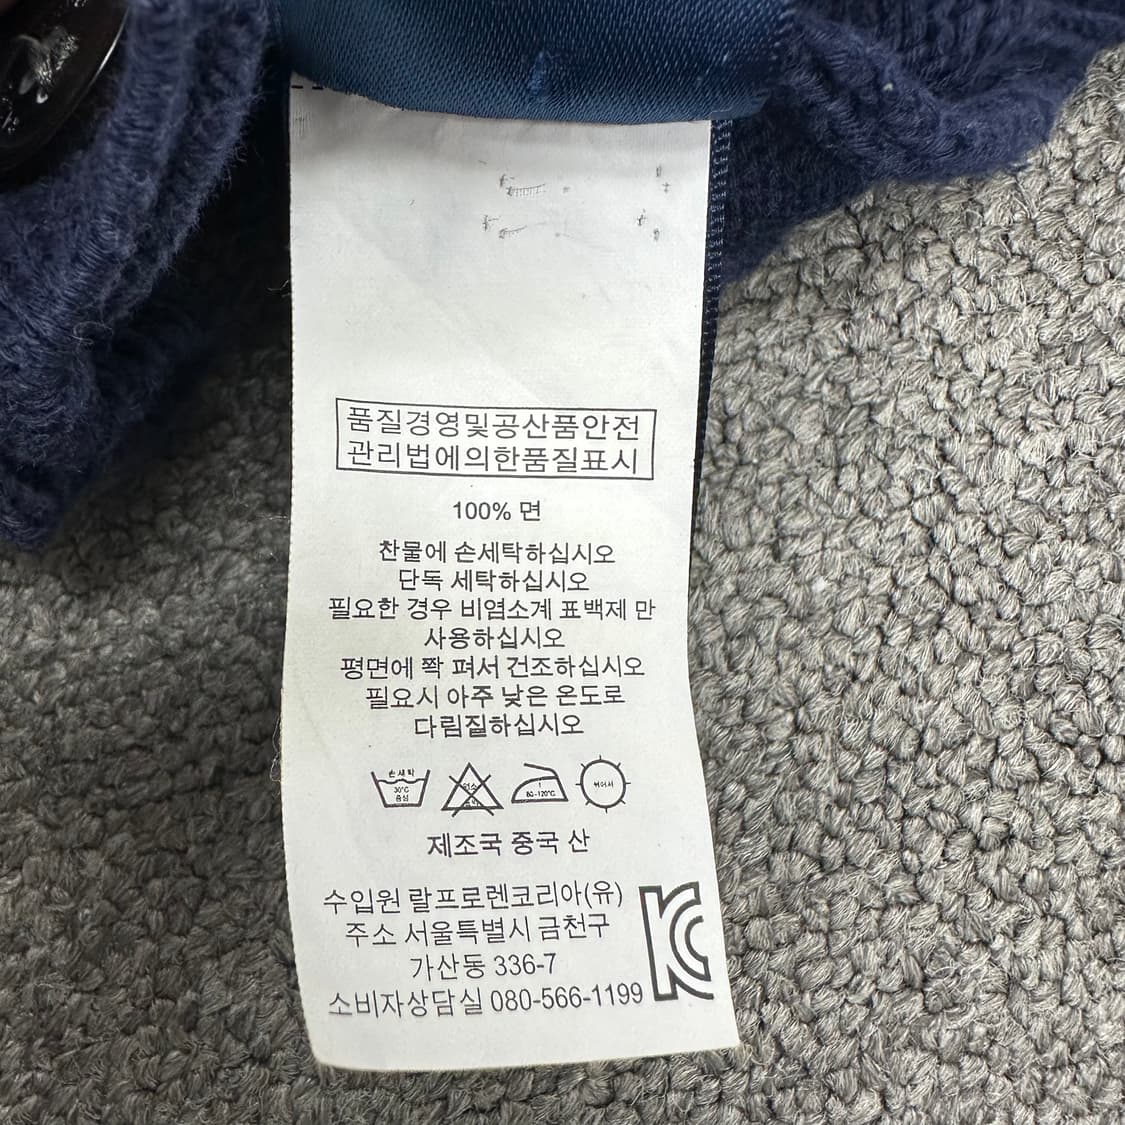 품질경영및공산품안전
관리법에의한품질표시
100% 면
찬물에 손세탁하십시오
단독 세탁하십시오
필요한 경우 비염소계 표백제 만
사용하십시오
평면에 쫙 펴서 건조하십시오
필요시 아주 낮은 온도로
다림질하십시오
손세탁
30°C
중성
염소
표백
1
80-120°C
뉘어서
제조국 중국 산
수입원 랄프로렌코리아(유)
주소 서울특별시 금천구
가산동 336-7
소비자상담실 080-566-1199